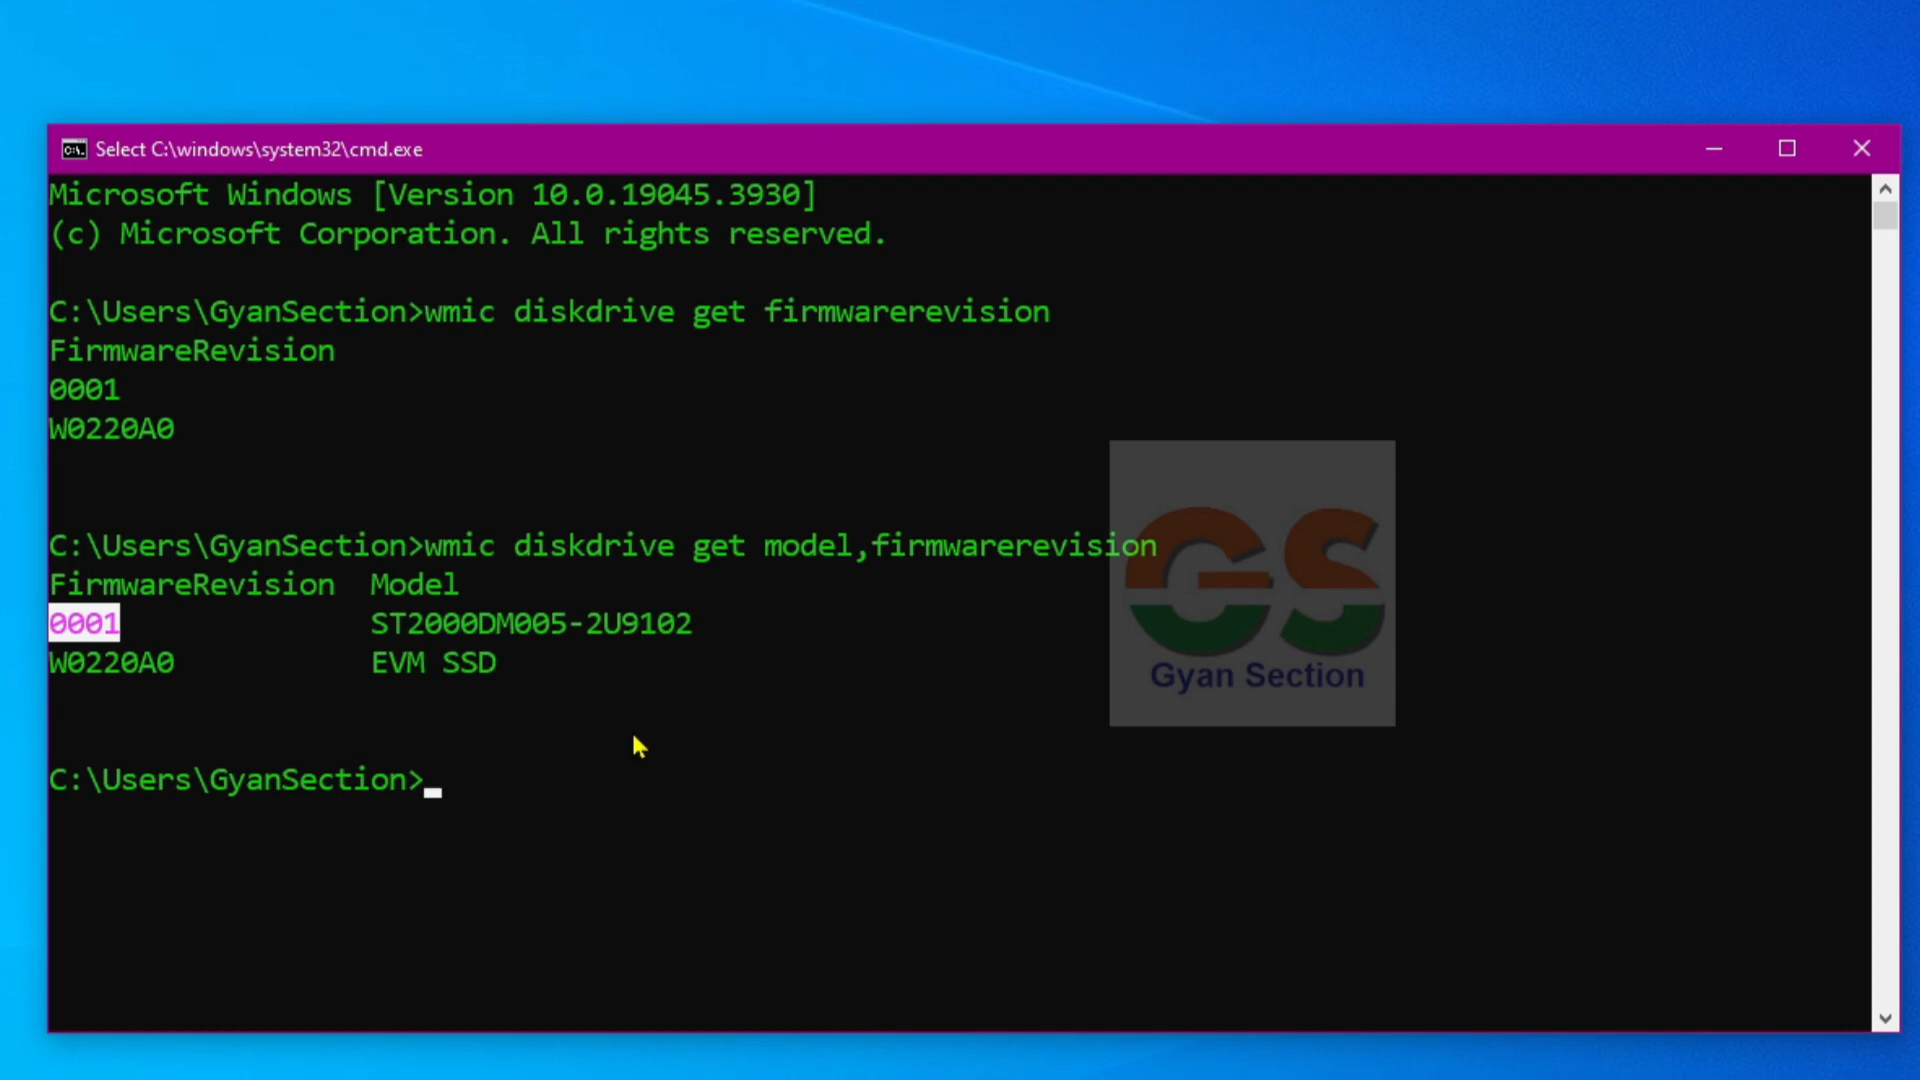 Select C:\windows\system32\cmd.exe
Microsoft Windows [Version 10.0.19045.3930]
(c) Microsoft Corporation. All rights reserved.
C:\Users\GyanSection>wmic diskdrive get firmwarerevision
FirmwareRevision
0001
W0220A0
C:\Users\GyanSection>wmic diskdrive get model,firmwarerevision
FirmwareRevision  Model
0001              ST2000DM005-2U9102
W0220A0           EVM SSD
GS
Gyan Section
C:\Users\GyanSection>